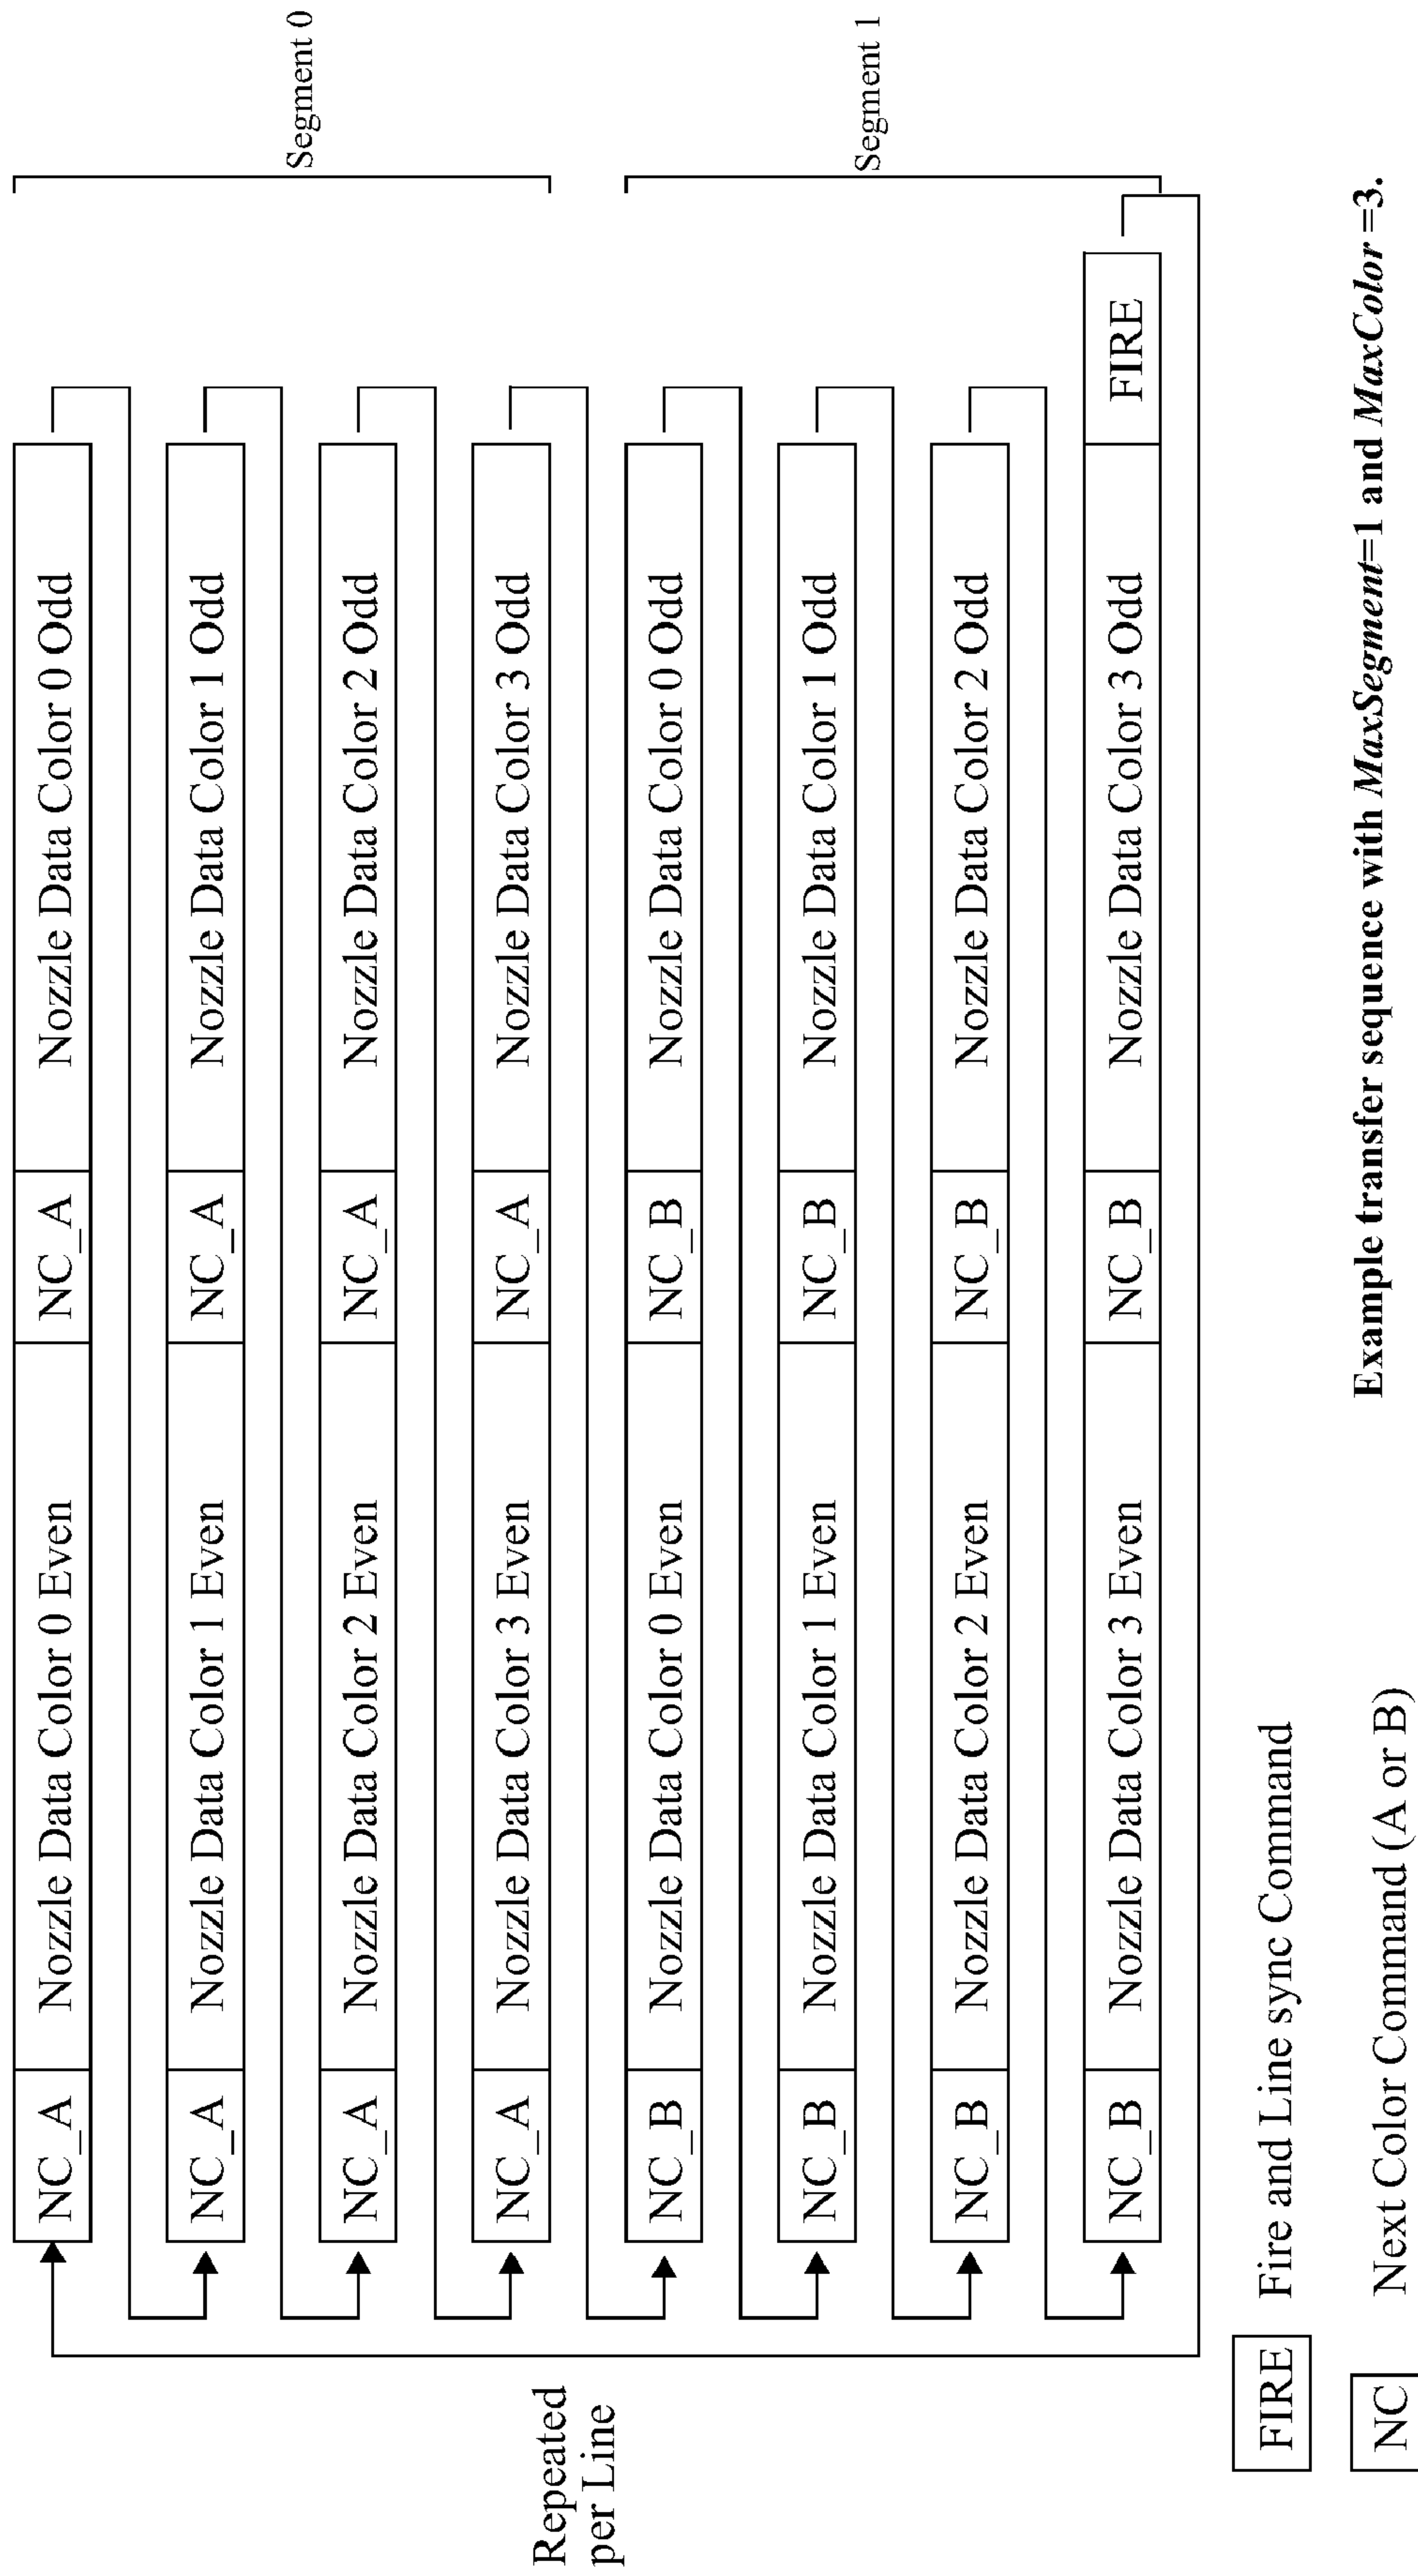 NC_A Nozzle Data Color 0 Even NC_A Nozzle Data Color 0 Odd
NC_A Nozzle Data Color 1 Even NC_A Nozzle Data Color 1 Odd
NC_A Nozzle Data Color 2 Even NC_A Nozzle Data Color 2 Odd
NC_A Nozzle Data Color 3 Even NC_A Nozzle Data Color 3 Odd
Segment 0
NC_B Nozzle Data Color 0 Even NC_B Nozzle Data Color 0 Odd
NC_B Nozzle Data Color 1 Even NC_B Nozzle Data Color 1 Odd
NC_B Nozzle Data Color 2 Even NC_B Nozzle Data Color 2 Odd
NC_B Nozzle Data Color 3 Even NC_B Nozzle Data Color 3 Odd FIRE
Segment 1
Repeated
per Line
FIRE Fire and Line sync Command
NC Next Color Command (A or B)
Example transfer sequence with MaxSegment=1 and MaxColor =3.